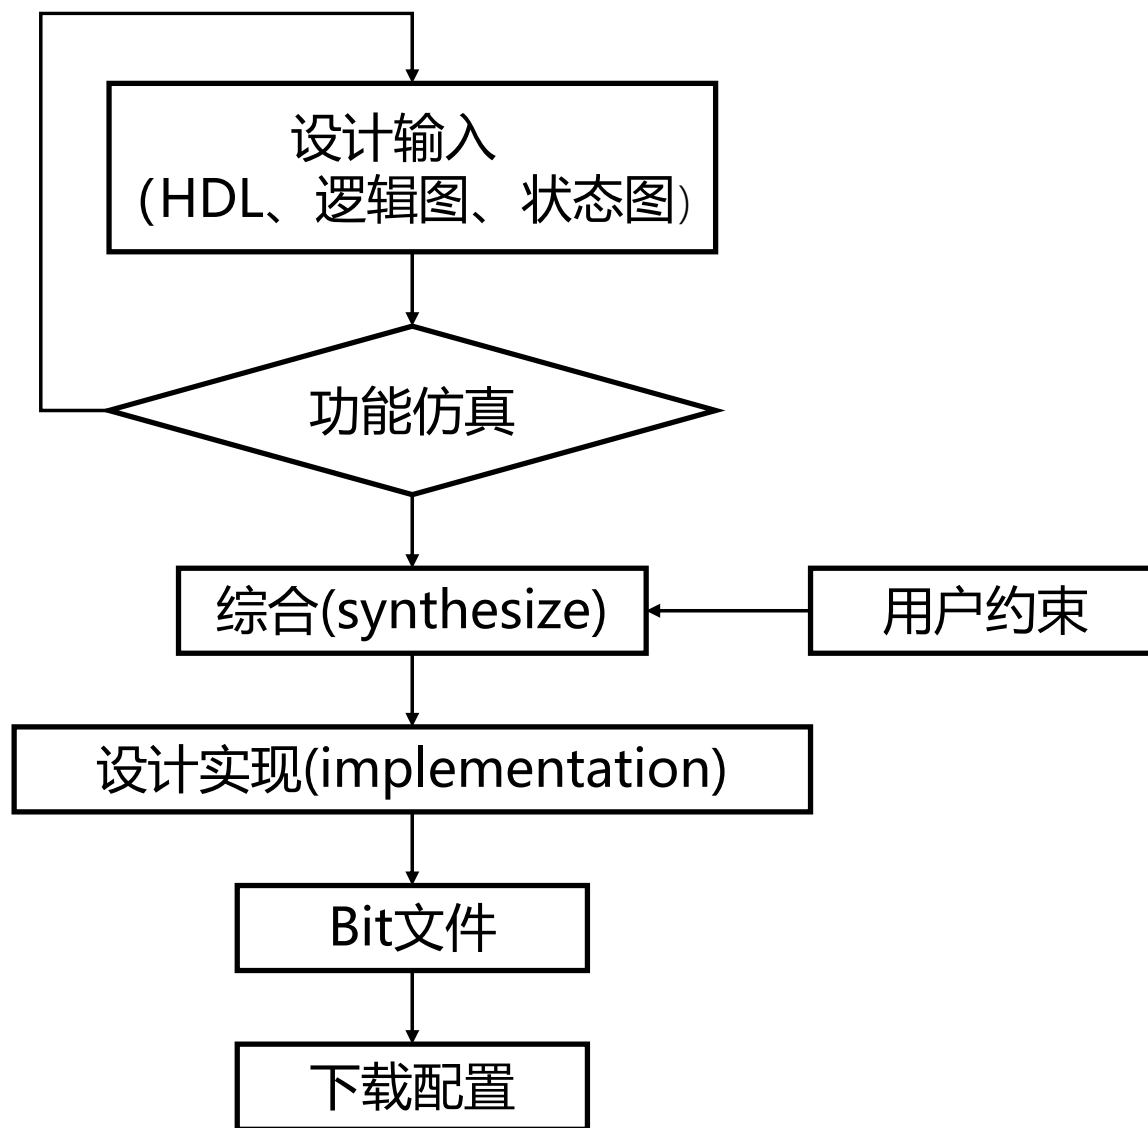 设计输入
(HDL、逻辑图、状态图)
功能仿真
综合(synthesize)
用户约束
设计实现(implementation)
Bit文件
下载配置